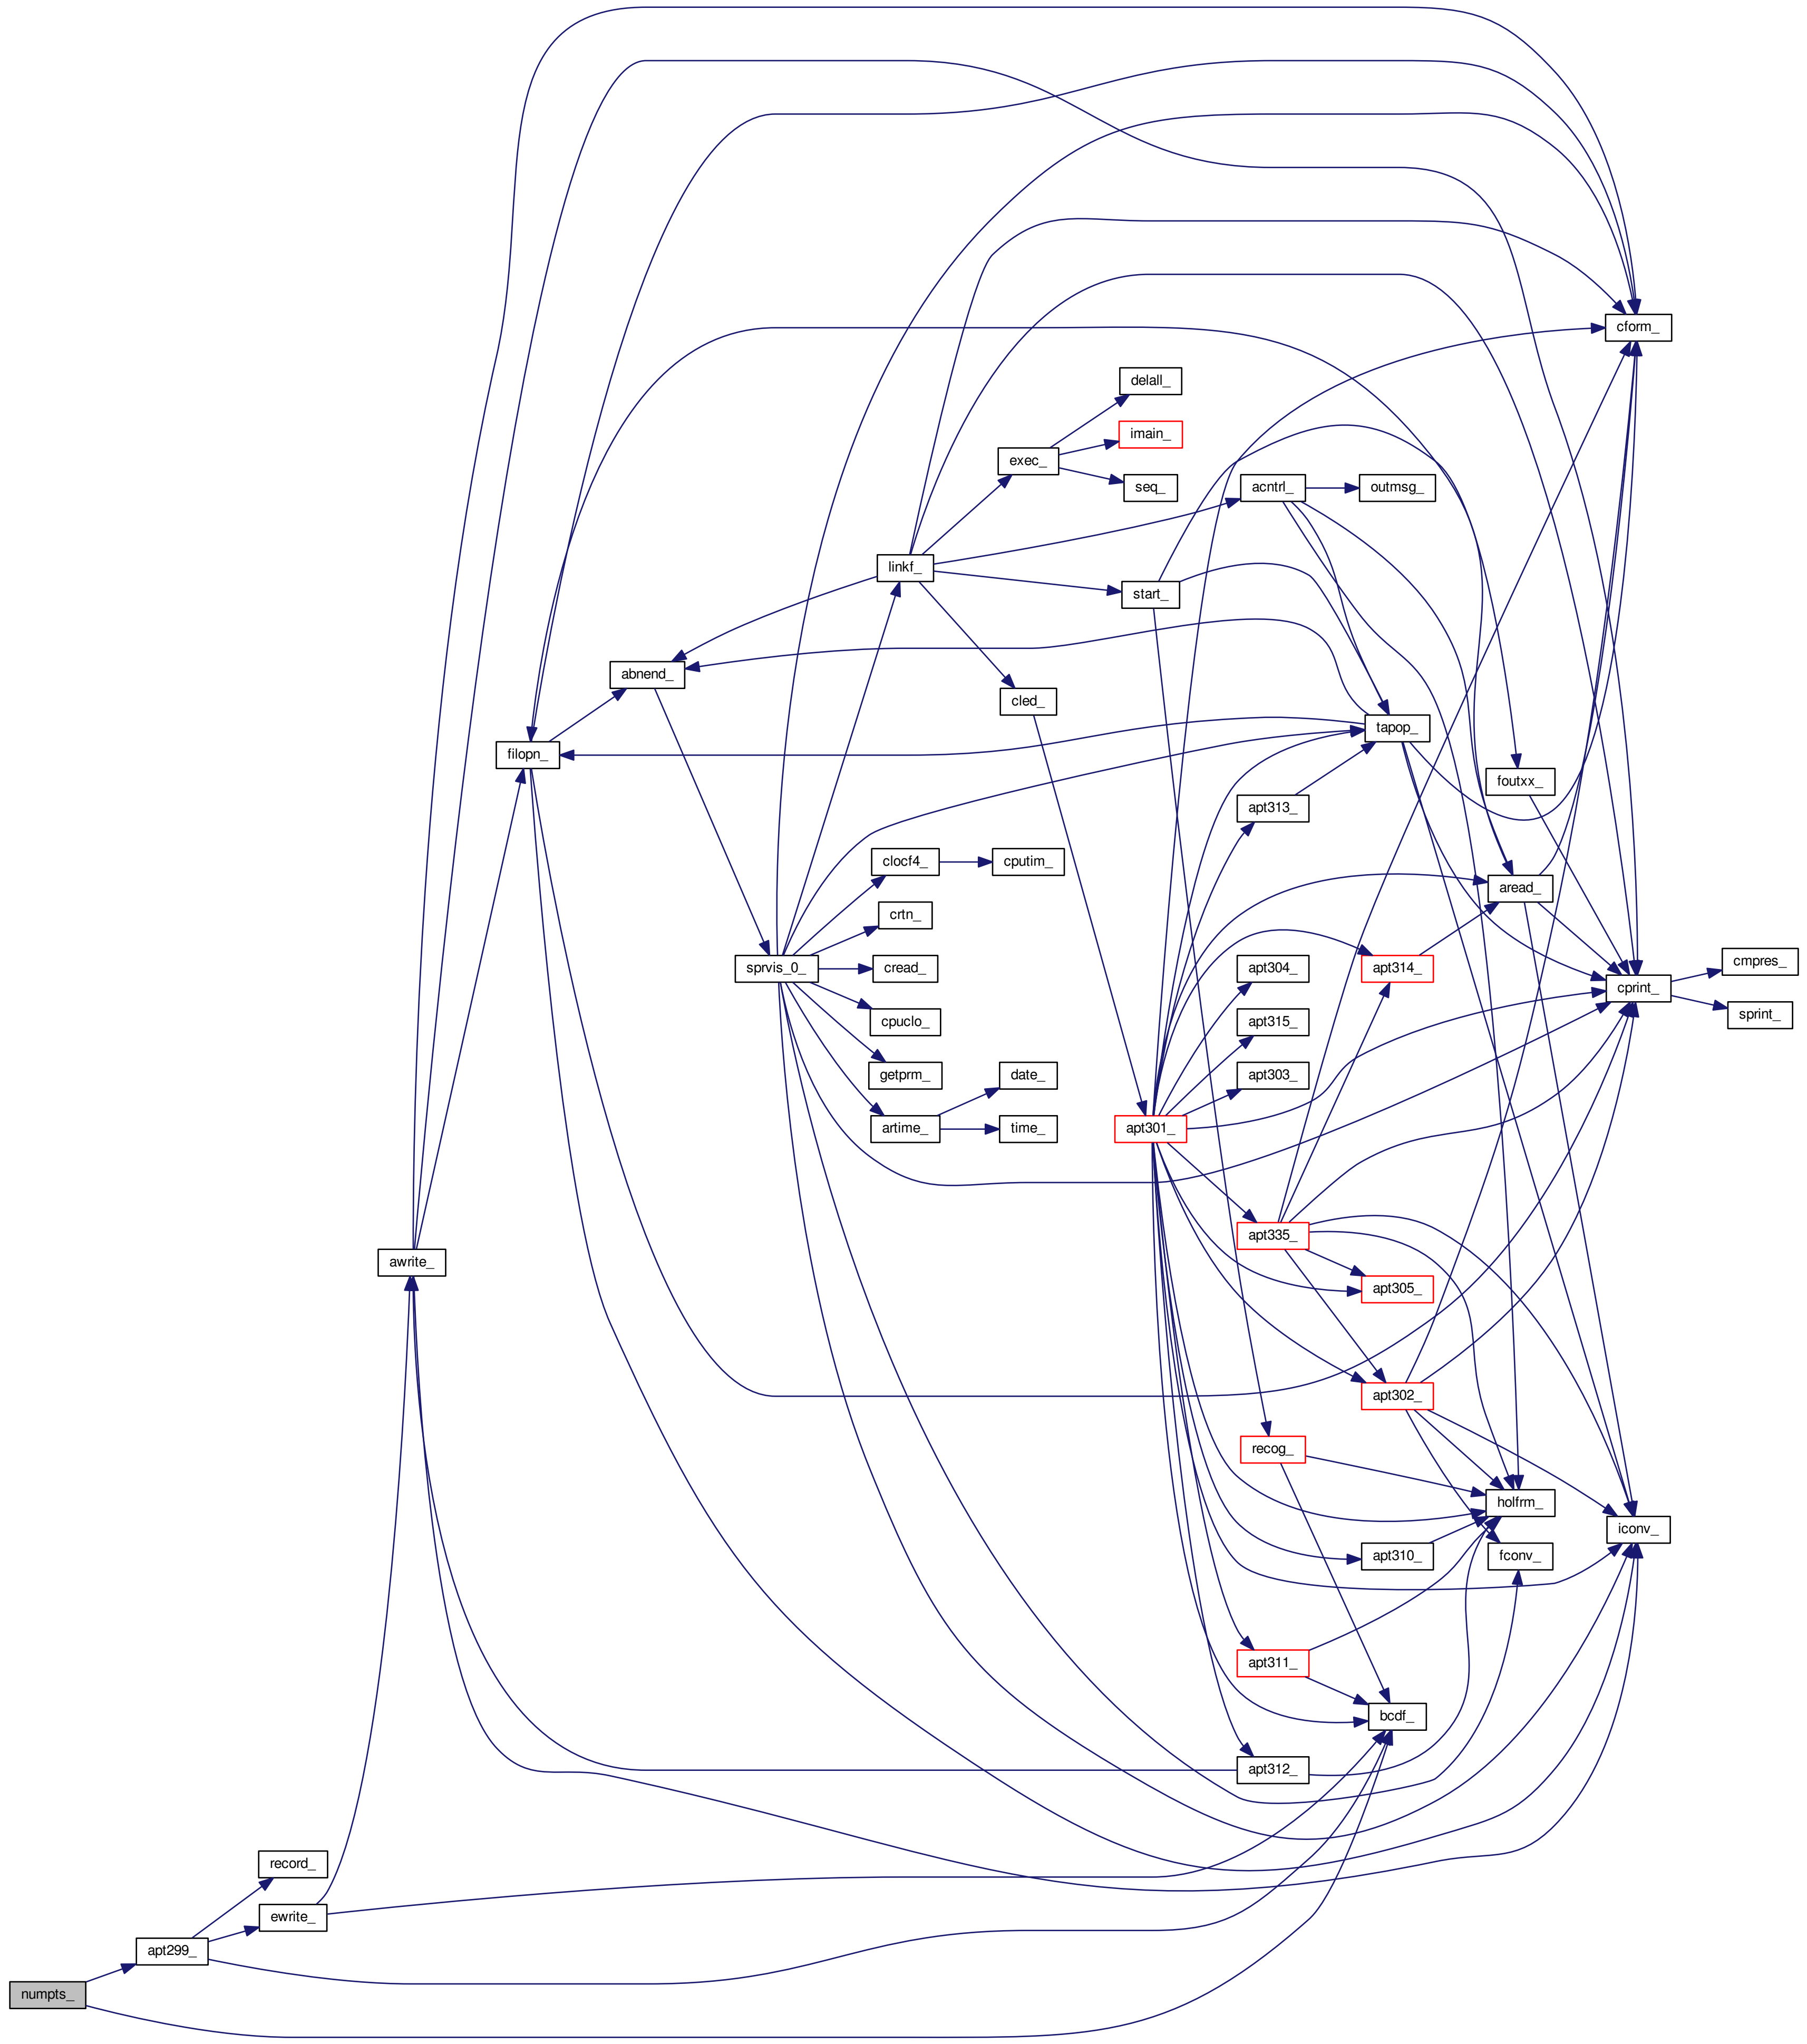 cform_
delall_
imain_
exec_
seq_
acntrl_
outmsg_
linkf_
start_
abnend_
cled_
tapop_
filopn_
foutxx_
apt313_
clocf4_
cputim_
aread_
crtn_
cmpres_
sprvis_0_
cread_
apt304_
apt314_
cprint_
cpuclo_
apt315_
sprint_
getprm_
date_
apt303_
artime_
time_
apt301_
apt335_
awrite_
apt305_
apt302_
recog_
holfrm_
iconv_
apt310_
fconv_
apt311_
bcdf_
apt312_
record_
ewrite_
apt299_
numpts_